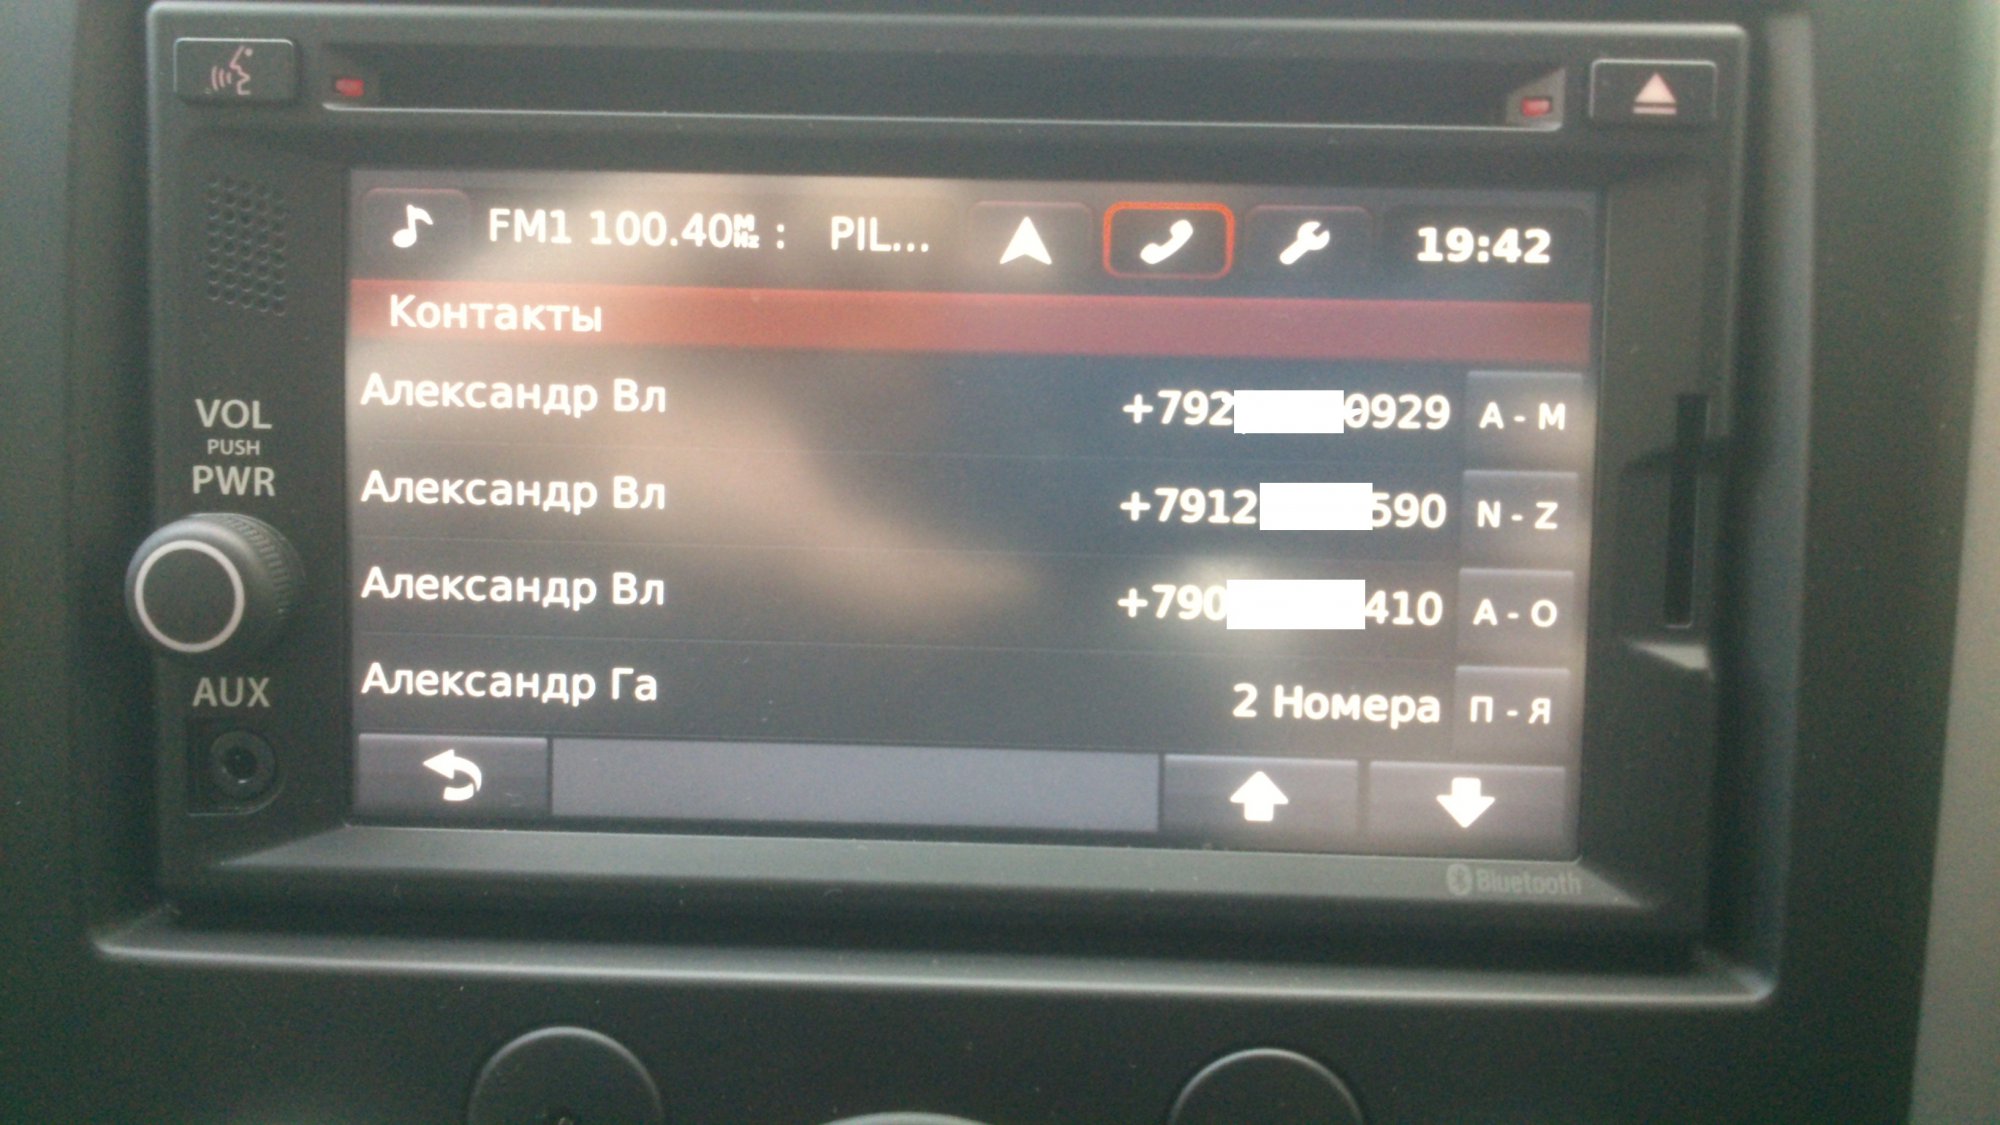 FM1 100.40MHz : PIL... 19:42
Контакты
Александр Вл +792 0929 A - M
Александр Вл +7912 590 N - Z
Александр Вл +790 410 А - О
Александр Га 2 Номера П - Я
VOL
PUSH
PWR
AUX
Bluetooth